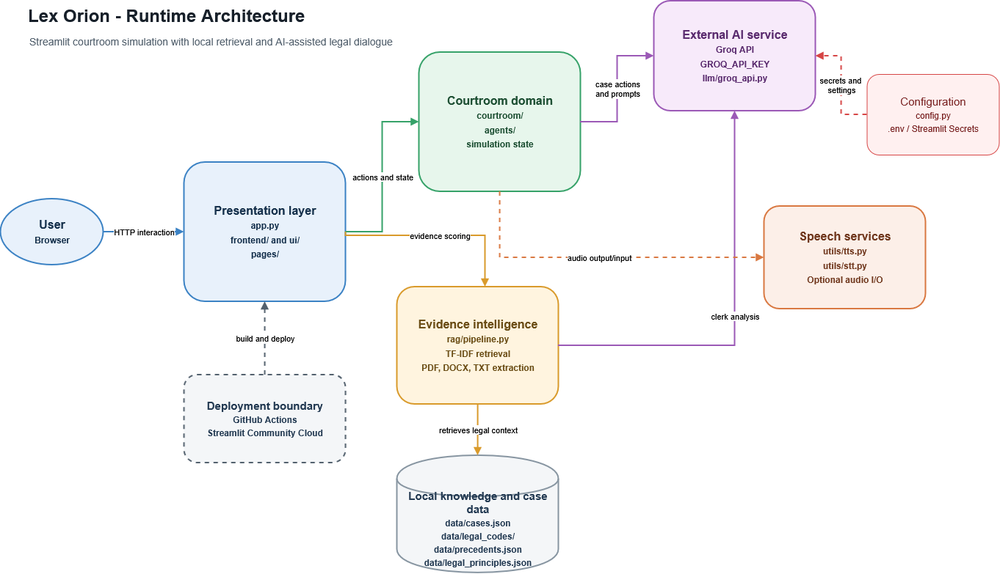 Lex Orion - Runtime Architecture
Streamlit courtroom simulation with local retrieval and AI-assisted legal dialogue
External AI service
Groq API
GROQ_API_KEY
llm/groq_api.py
case actions
and prompts
secrets and
settings
Configuration
config.py
.env / Streamlit Secrets
Courtroom domain
courtroom/
agents/
simulation state
actions and state
User
Browser
HTTP interaction
Presentation layer
app.py
frontend/ and ui/
pages/
evidence scoring
audio output/input
Speech services
utils/tts.py
utils/stt.py
Optional audio I/O
clerk analysis
Evidence intelligence
rag/pipeline.py
TF-IDF retrieval
PDF, DOCX, TXT extraction
build and deploy
Deployment boundary
GitHub Actions
Streamlit Community Cloud
retrieves legal context
Local knowledge and case
data
data/cases.json
data/legal_codes/
data/precedents.json
data/legal_principles.json